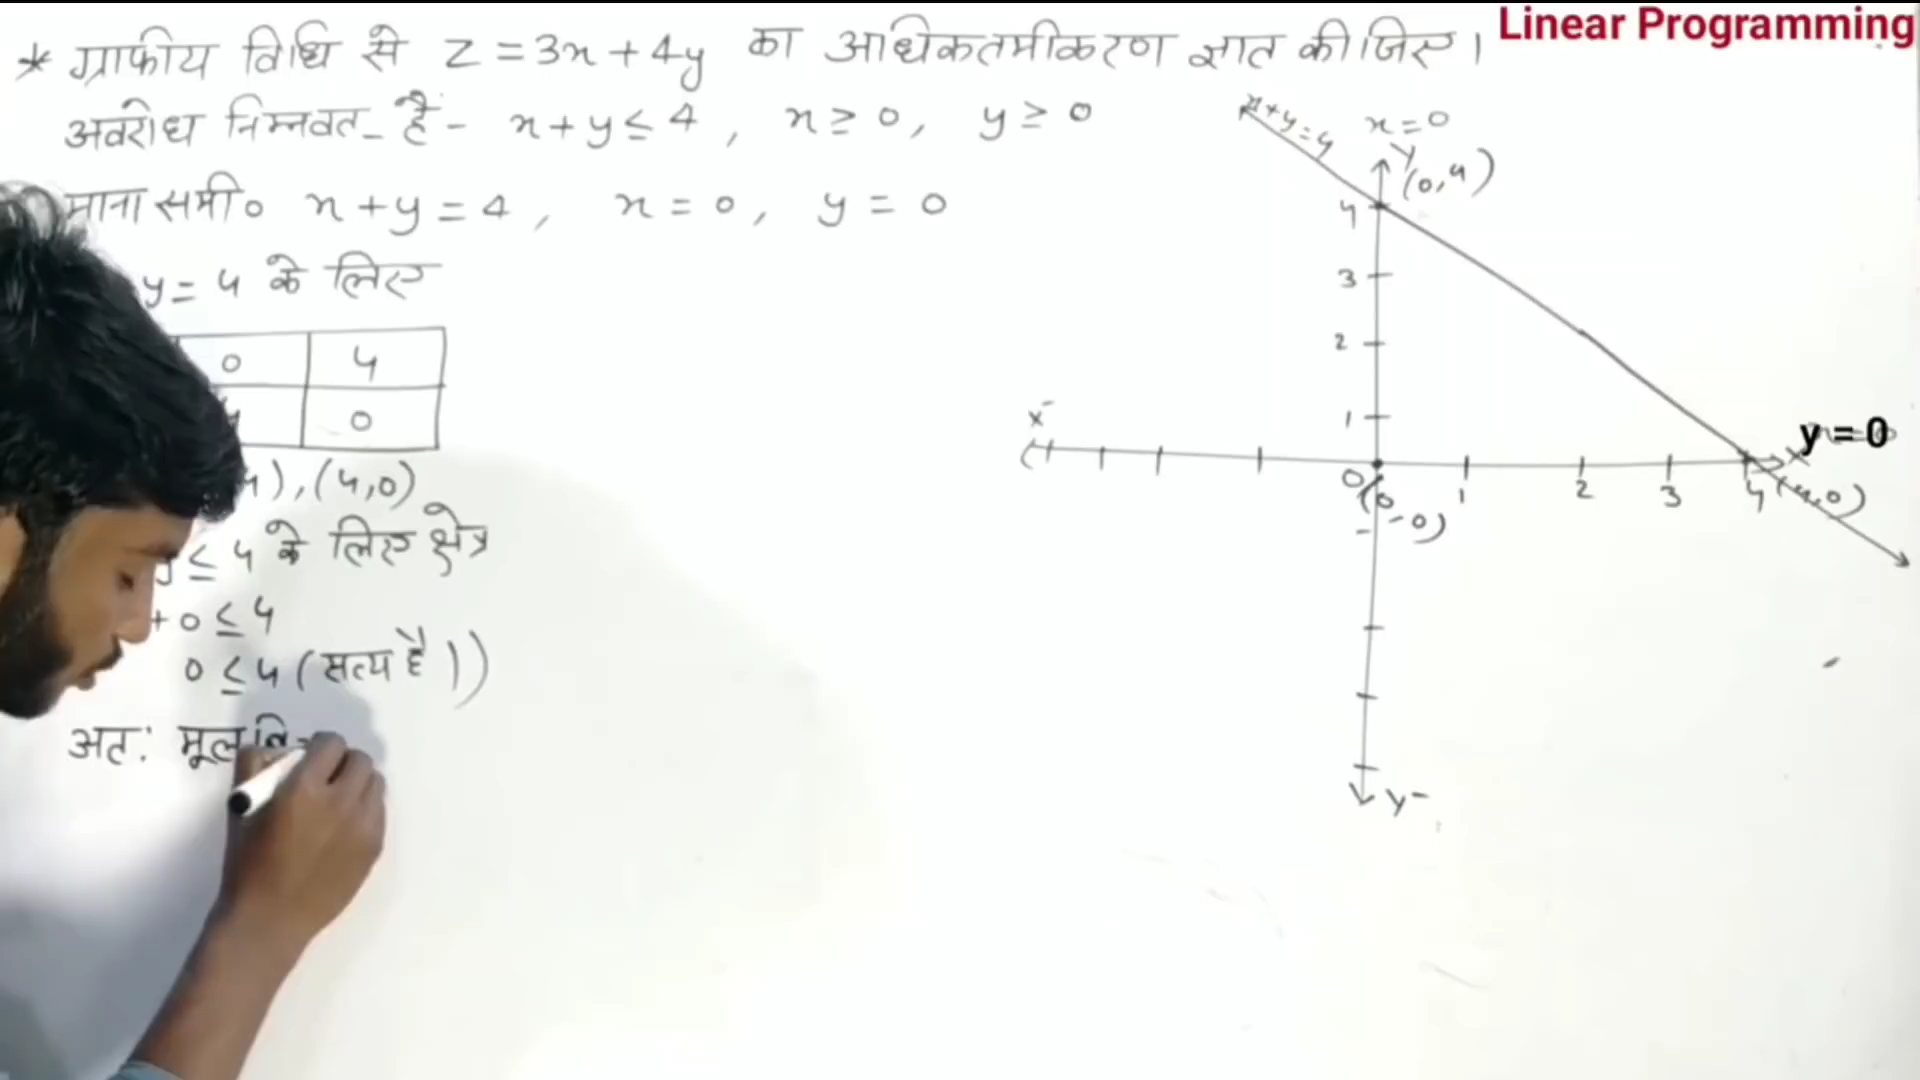 Linear Programming
* ग्राफीय विधि से z = 3x + 4y का अधिकतमीकरण ज्ञात कीजिए।
अवरोध निम्नवत् हैं - x + y ≤ 4, x ≥ 0, y ≥ 0
माना समी० x + y = 4, x = 0, y = 0
y = 4 के लिए
0 4
0
), (4,0)
≤ 4 के लिए क्षेत्र
+ 0 ≤ 4
0 ≤ 4 (सत्य है।)
अतः मूल
x+y=4
x=0
y
(0,4)
4
3
2
1
x-
y = 0
x
0
1 2 3 4 (4,0)
(0,0)
y-